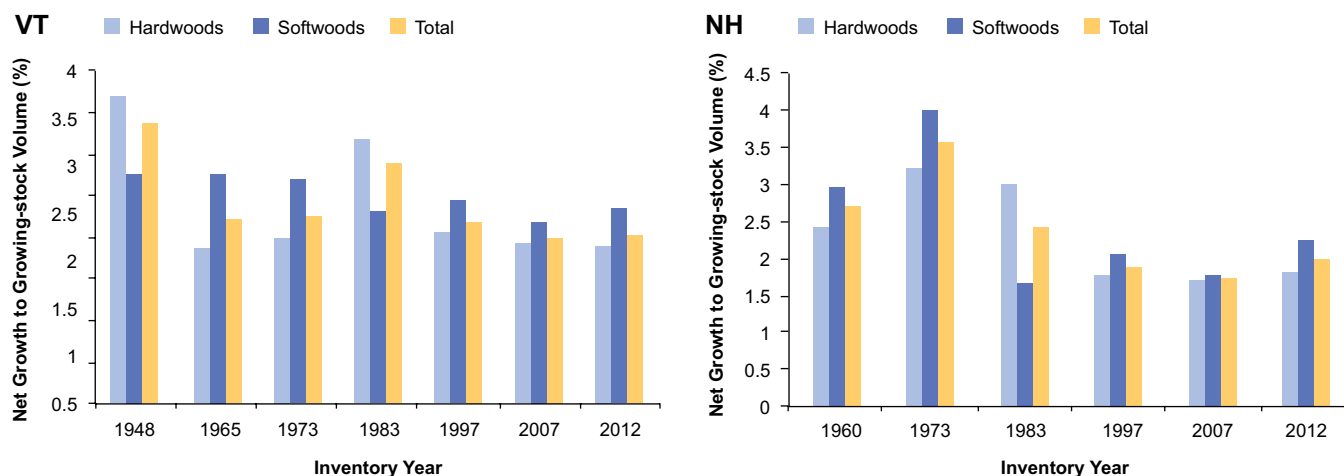 VT
Hardwoods Softwoods Total
Net Growth to Growing-stock Volume (%)
4
3.5
3
2.5
2
1.5
1
0.5
1948 1965 1973 1983 1997 2007 2012
Inventory Year
NH
Hardwoods Softwoods Total
Net Growth to Growing-stock Volume (%)
4.5
4
3.5
3
2.5
2
1.5
1
0.5
0
1960 1973 1983 1997 2007 2012
Inventory Year